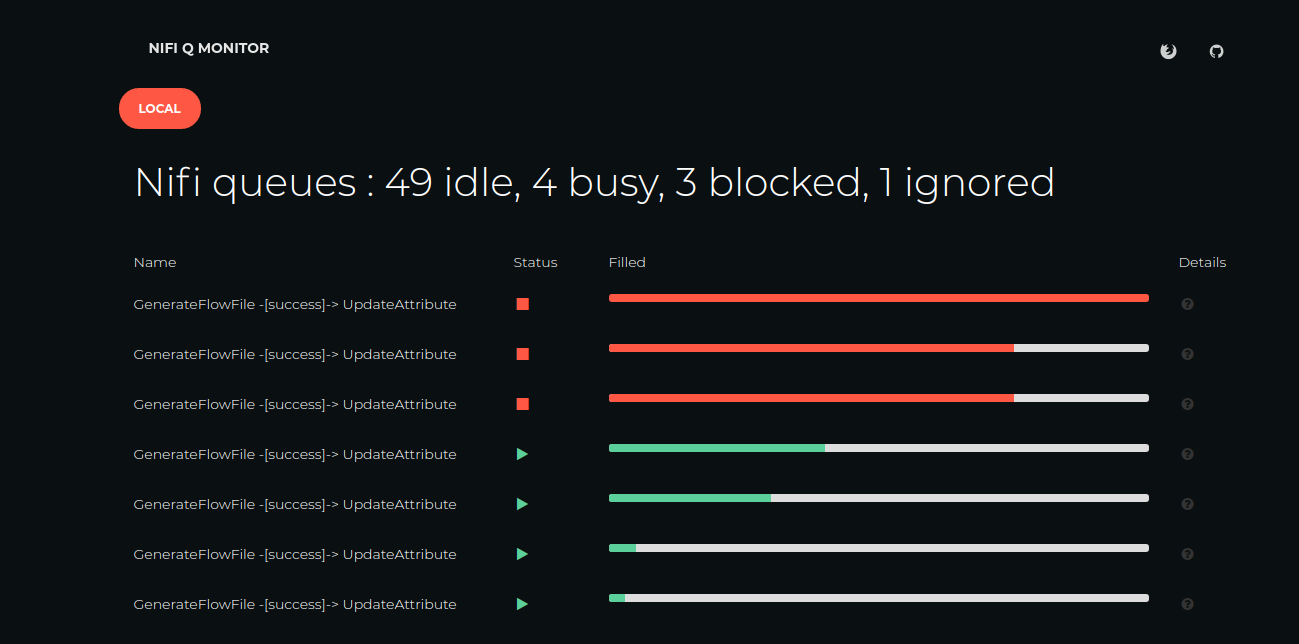 NIFI Q MONITOR
LOCAL
Nifi queues : 49 idle, 4 busy, 3 blocked, 1 ignored
Name Status Filled Details
GenerateFlowFile -[success]-> UpdateAttribute
GenerateFlowFile -[success]-> UpdateAttribute
GenerateFlowFile -[success]-> UpdateAttribute
GenerateFlowFile -[success]-> UpdateAttribute
GenerateFlowFile -[success]-> UpdateAttribute
GenerateFlowFile -[success]-> UpdateAttribute
GenerateFlowFile -[success]-> UpdateAttribute